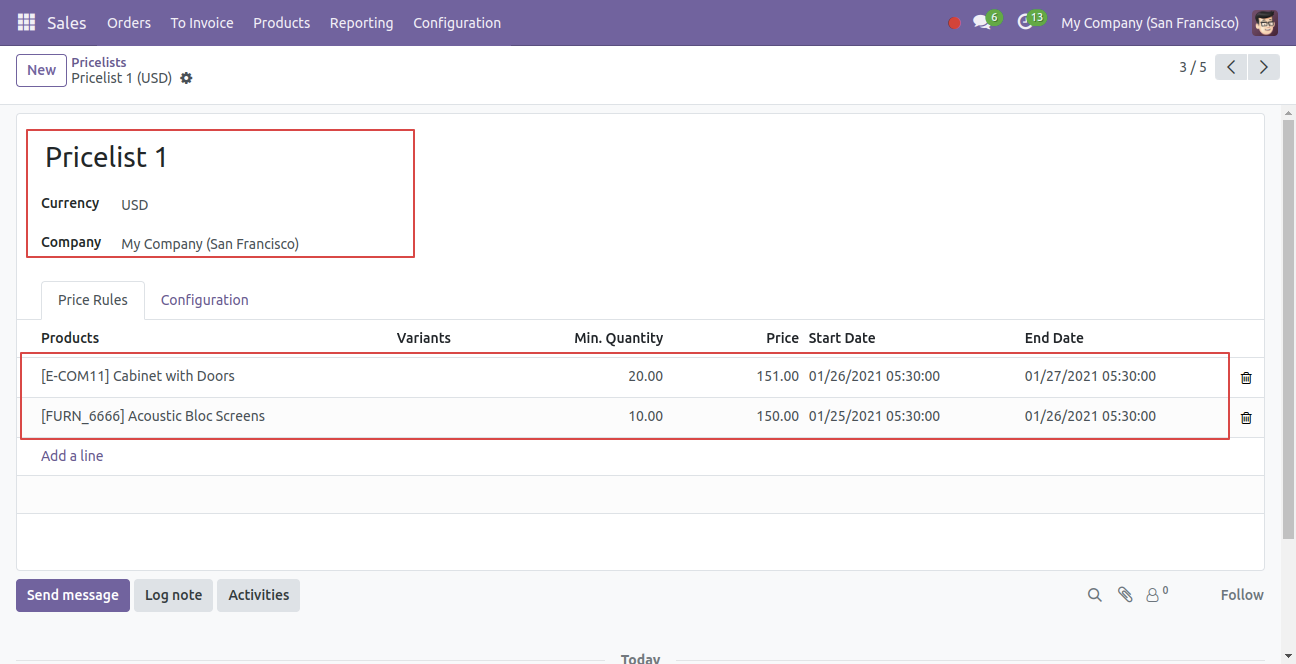 Sales Orders To Invoice Products Reporting Configuration 6 13 My Company (San Francisco)
New Pricelists
Pricelist 1 (USD) 3 / 5
Pricelist 1
Currency USD
Company My Company (San Francisco)
Price Rules Configuration
Products Variants Min. Quantity Price Start Date End Date
[E-COM11] Cabinet with Doors 20.00 151.00 01/26/2021 05:30:00 01/27/2021 05:30:00
[FURN_6666] Acoustic Bloc Screens 10.00 150.00 01/25/2021 05:30:00 01/26/2021 05:30:00
Add a line
Send message Log note Activities 0 Follow
Today